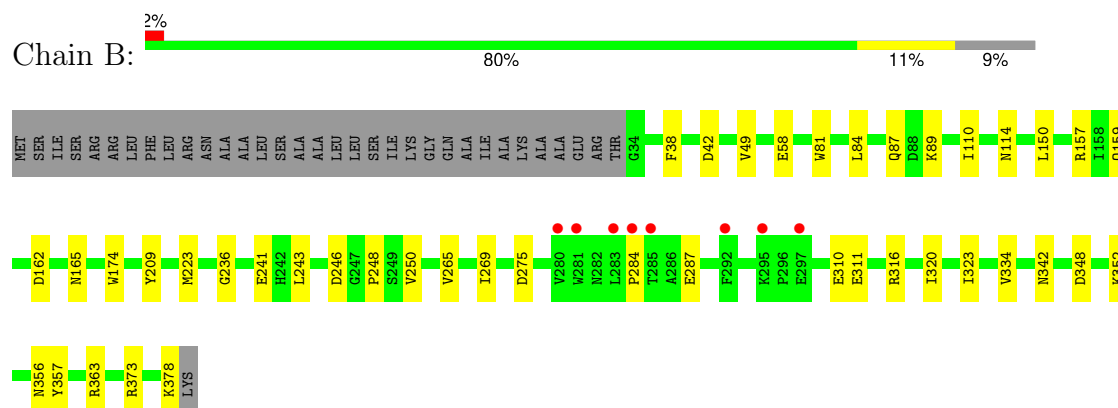 2%
Chain B:
80% 11% 9%
MET SER ILE SER ARG ARG LEU PHE LEU ARG ASN ALA ALA LEU SER ALA ALA LEU LEU SER ILE LYS GLY GLN ALA ILE ALA LYS ALA ALA GLU ARG THR G34 F38 D42 V49 E58 W81 L84 Q87 D88 K89 I110 N114 L150 R157 I158
D162 N165 W174 Y209 M223 G236 E241 H242 L243 D246 G247 P248 S249 V250 V265 I269 D275 V280 W281 N282 L283 P284 T285 A286 E287 F292 K295 P296 E297 E310 E311 R316 I320 I323 V334 N342 D348 K352
N356 Y357 R363 R373 K378 LYS